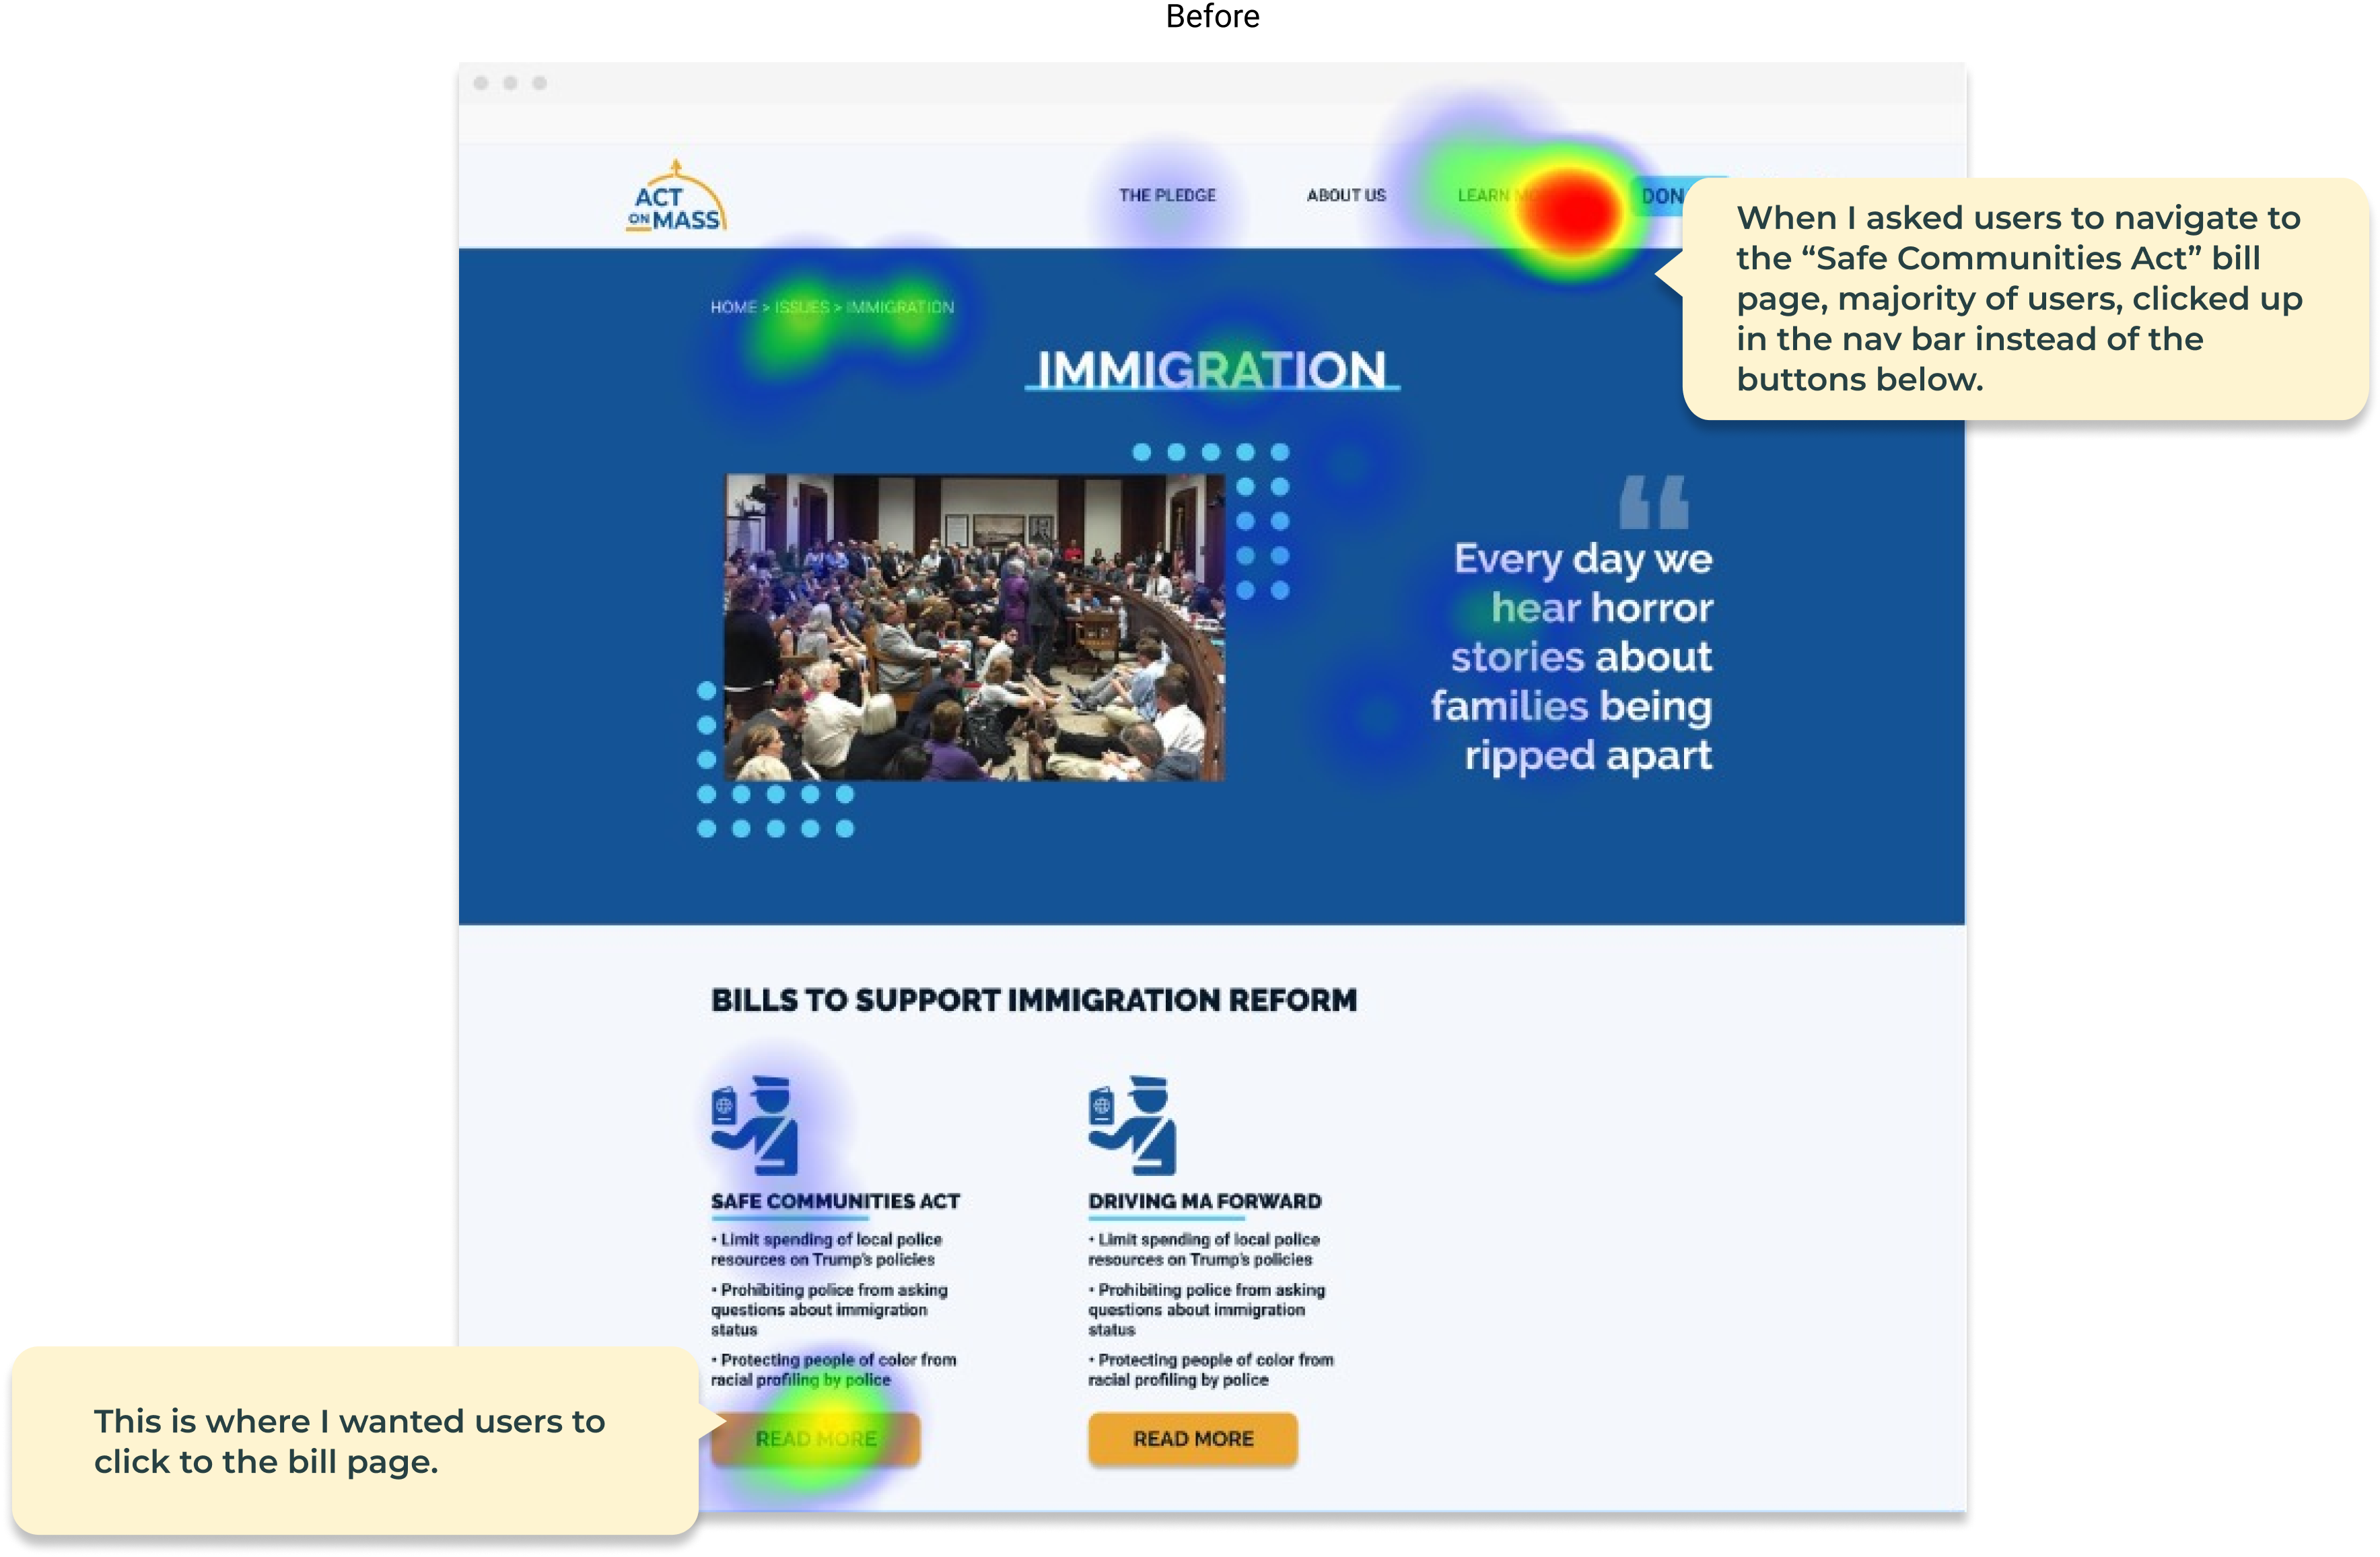 Before
ACT
ON MASS
THE PLEDGE
ABOUT US
LEARN
DON
When I asked users to navigate to
the “Safe Communities Act” bill
page, majority of users, clicked up
in the nav bar instead of the
buttons below.
HOME > ISSUES > IMMIGRATION
IMMIGRATION
“
Every day we
hear horror
stories about
families being
ripped apart
BILLS TO SUPPORT IMMIGRATION REFORM
SAFE COMMUNITIES ACT
• Limit spending of local police
resources on Trump's policies
• Prohibiting police from asking
questions about immigration
status
• Protecting people of color from
racial profiling by police
READ MORE
DRIVING MA FORWARD
• Limit spending of local police
resources on Trump's policies
• Prohibiting police from asking
questions about immigration
status
• Protecting people of color from
racial profiling by police
READ MORE
This is where I wanted users to
click to the bill page.